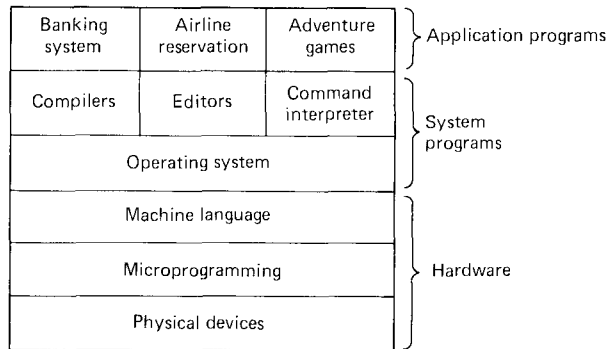 Banking system
Airline reservation
Adventure games
Application programs
Compilers
Editors
Command interpreter
System programs
Operating system
Machine language
Microprogramming
Hardware
Physical devices